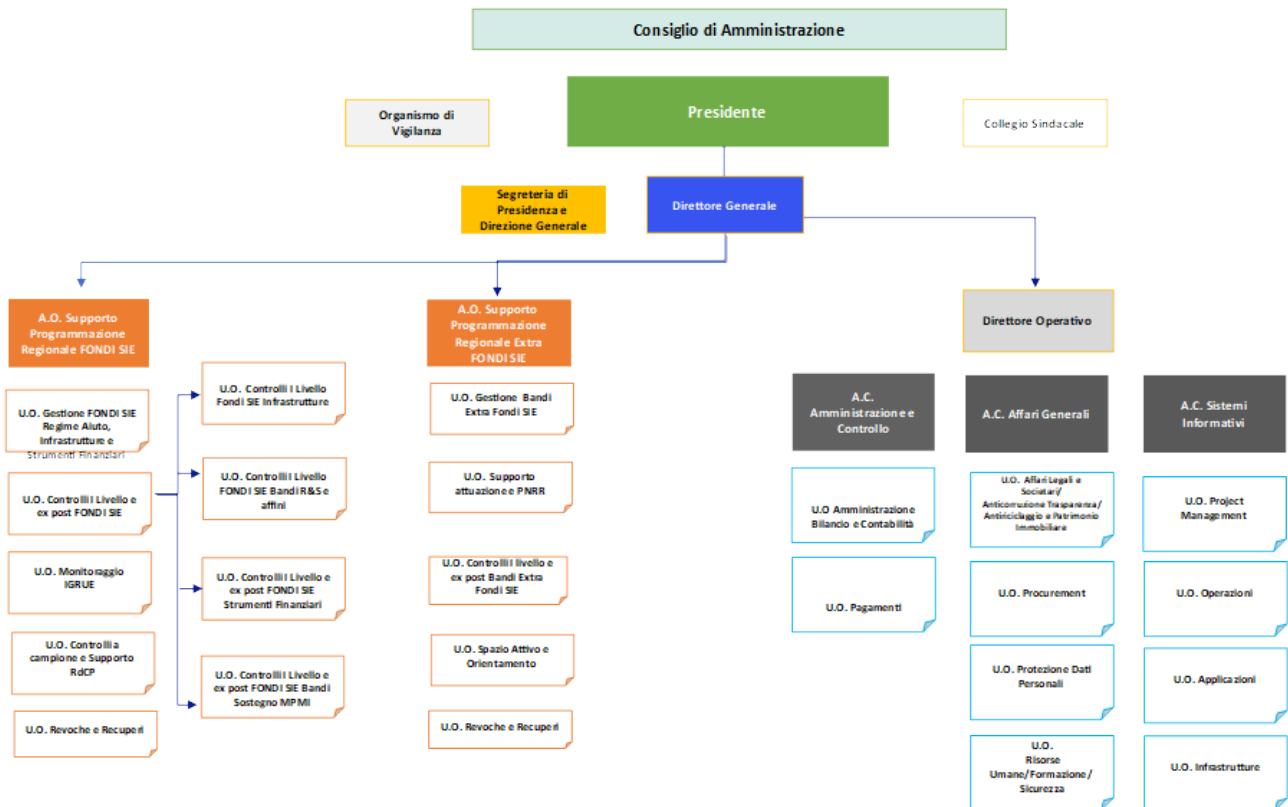 Consiglio di Amministrazione
Presidente
Organismo di
Vigilanza
Collegio Sindacale
Segreteria di
Presidenza e
Direzione Generale
Direttore Generale
A.O. Supporto
Programmazione
Regionale FONDI SIE
A.O. Supporto
Programmazione
Regionale Extra
FONDI SIE
Direttore Operativo
U.O. Gestione FONDI SIE
Regime Aiuto,
Infrastrutture e
Strumenti Finanziari
U.O. Controlli I Livello e
ex post FONDI SIE
U.O. Monitoraggio
IGRUE
U.O. Controlli a
campione e Supporto
RdCP
U.O. Revoche e Recuperi
U.O. Controlli I Livello
Fondi SIE Infrastrutture
U.O. Controlli I Livello
FONDI SIE Bandi R&S e
affini
U.O. Controlli I Livello e
ex post FONDI SIE
Strumenti Finanziari
U.O. Controlli I Livello e
ex post FONDI SIE Bandi
Sostegno MPMI
U.O. Gestione Bandi
Extra Fondi SIE
U.O. Supporto
attuazione PNRR
U.O. Controlli I livello e
ex post Bandi Extra
Fondi SIE
U.O. Spazio Attivo e
Orientamento
U.O. Revoche e Recuperi
A.C.
Amministrazione e
Controllo
U.O Amministrazione
Bilancio e Contabilità
U.O. Pagamenti
A.C. Affari Generali
U.O. Affari Legali e
Societari/
Anticorruzione Trasparenza/
Antiriciclaggio e Patrimonio
Immobiliare
U.O. Procurement
U.O. Protezione Dati
Personali
U.O.
Risorse
Umane/Formazione/
Sicurezza
A.C. Sistemi
Informativi
U.O. Project
Management
U.O. Operazioni
U.O. Applicazioni
U.O. Infrastrutture